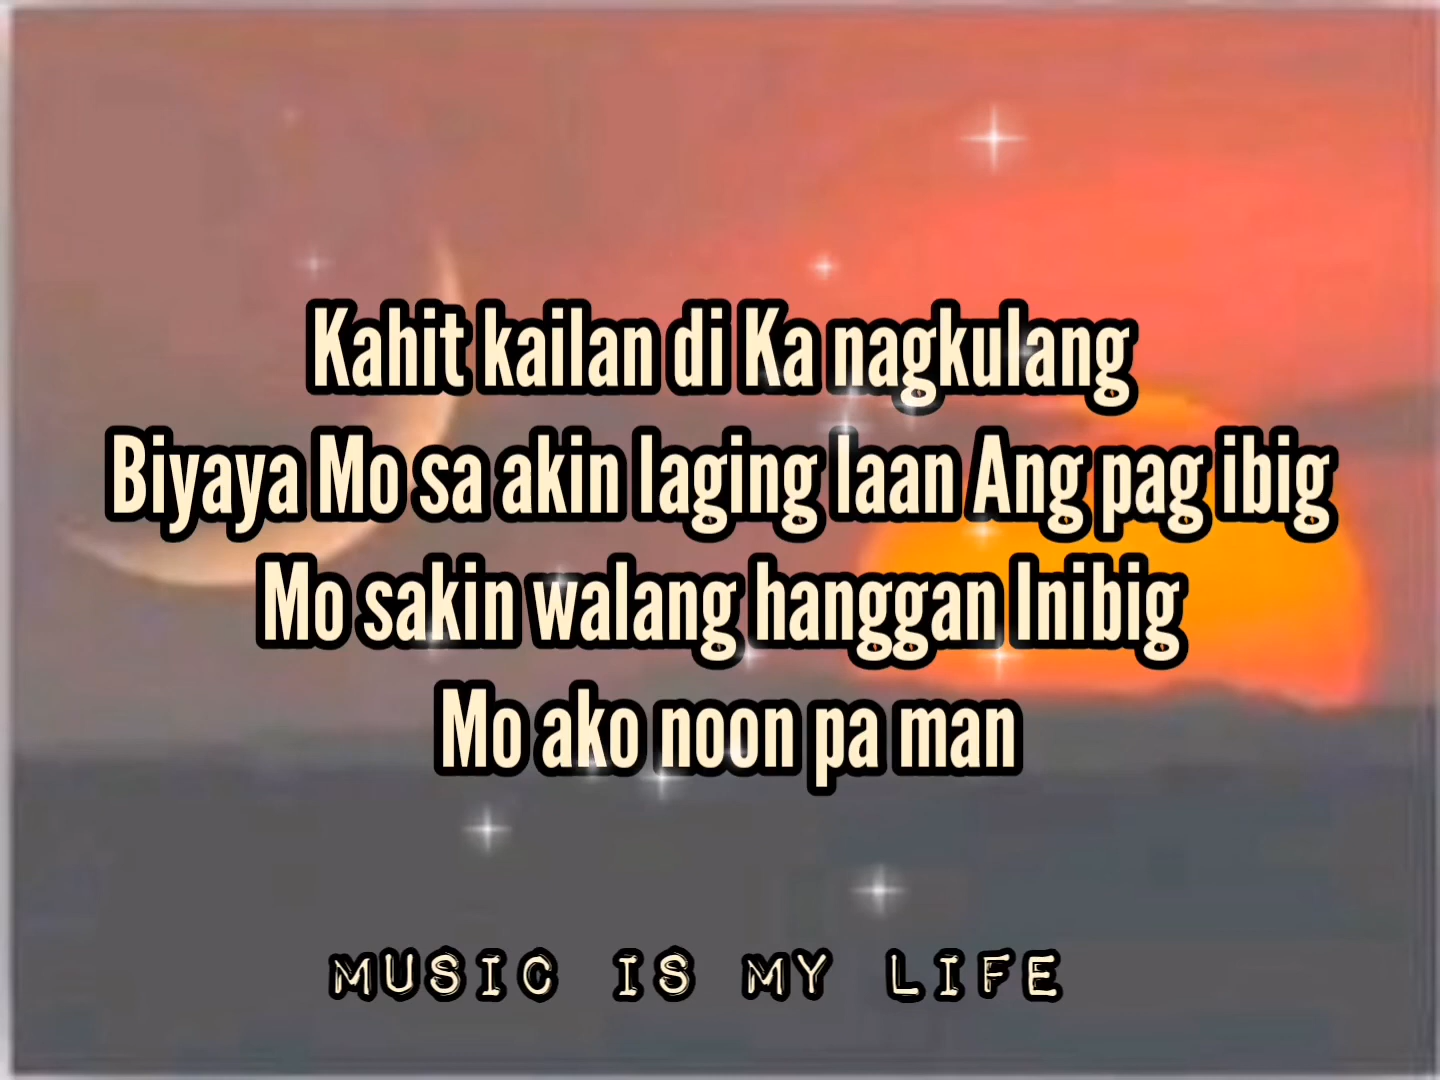 Kahit kailan di Ka nagkulang
Biyaya Mo sa akin laging laan Ang pag ibig
Mo sakin walang hanggan Inibig
Mo ako noon pa man
MUSIC IS MY LIFE